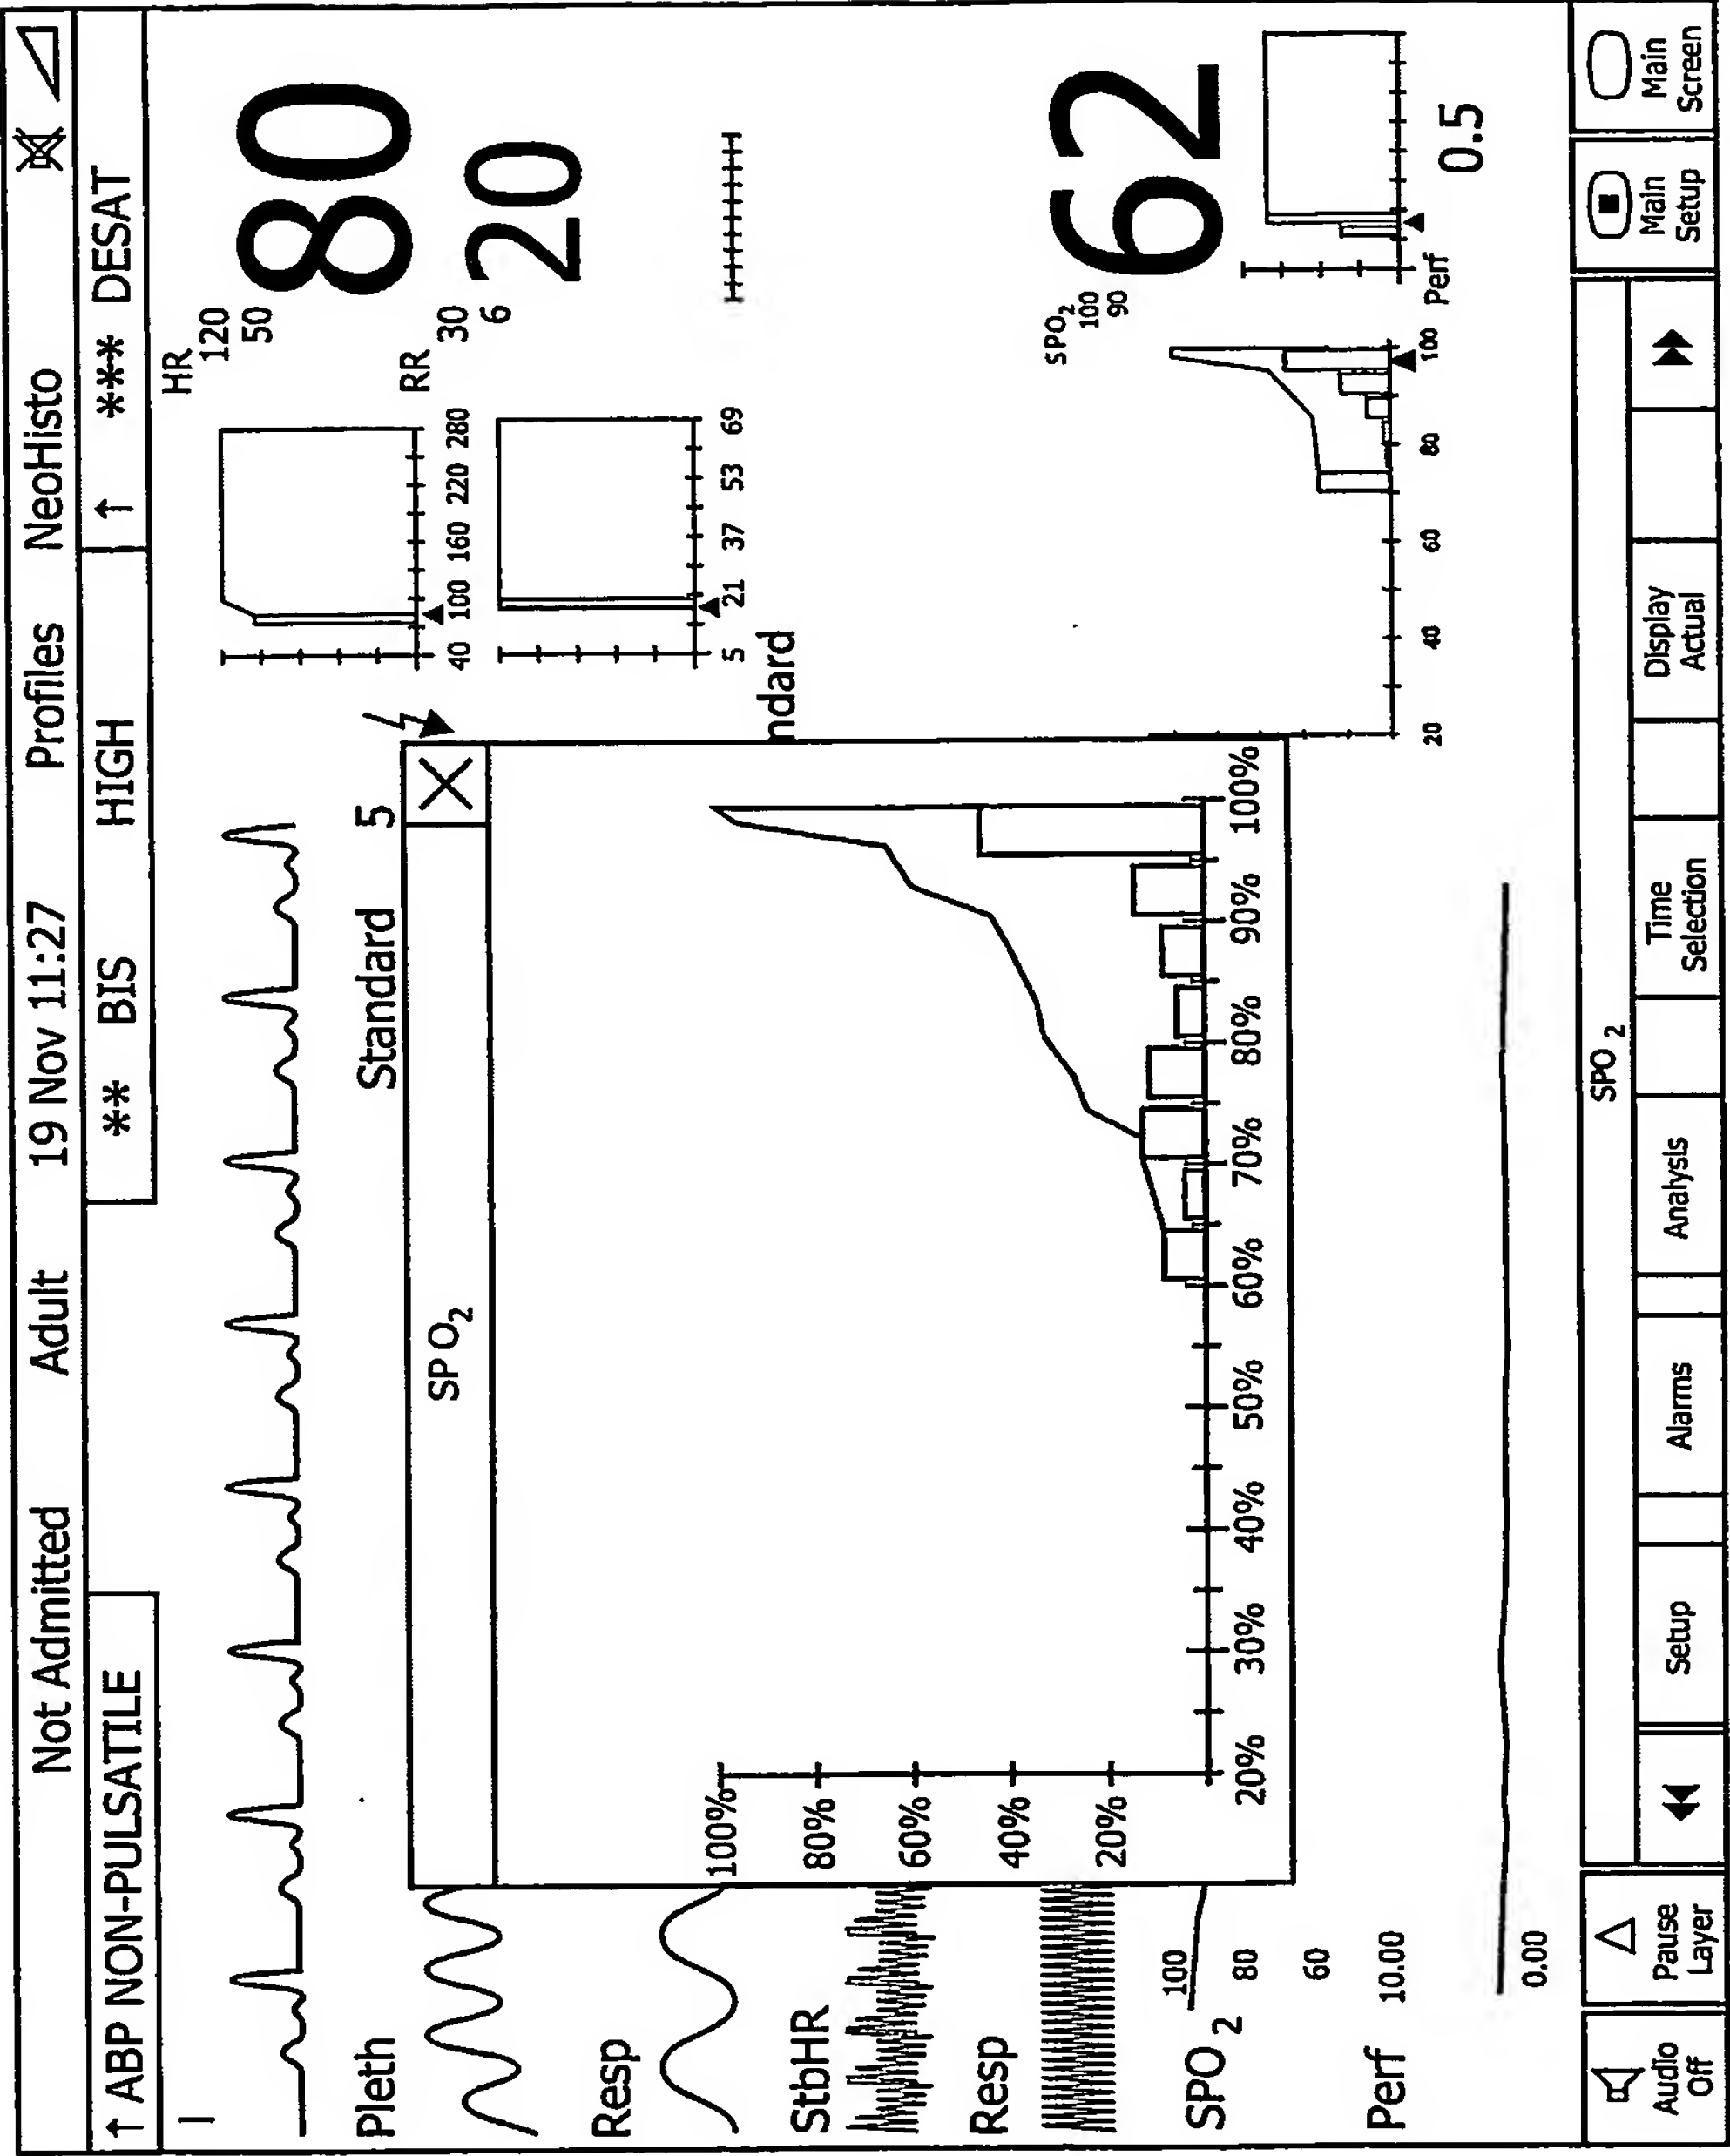 Not Admitted Adult 19 Nov 11:27 Profiles NeoHisto
↑ ABP NON-PULSATILE ** BIS HIGH ↑ *** DESAT
I
HR
120
50
80
40 100 160 220 280
Standard 5
Pleth
RR
30
6
20
5 21 37 53 69
SPO2
Resp
ndard
StbHR
Resp
100%
80%
60%
40%
20%
20% 30% 40% 50% 60% 70% 80% 90% 100%
SPO2
100
80
60
SPO2
100
90
62
20 40 60 80 100
Perf
10.00
0.00
Perf
0.5
SPO2
Audio Off
Pause Layer
Setup
Alarms
Analysis
Time Selection
Display Actual
Main Setup
Main Screen